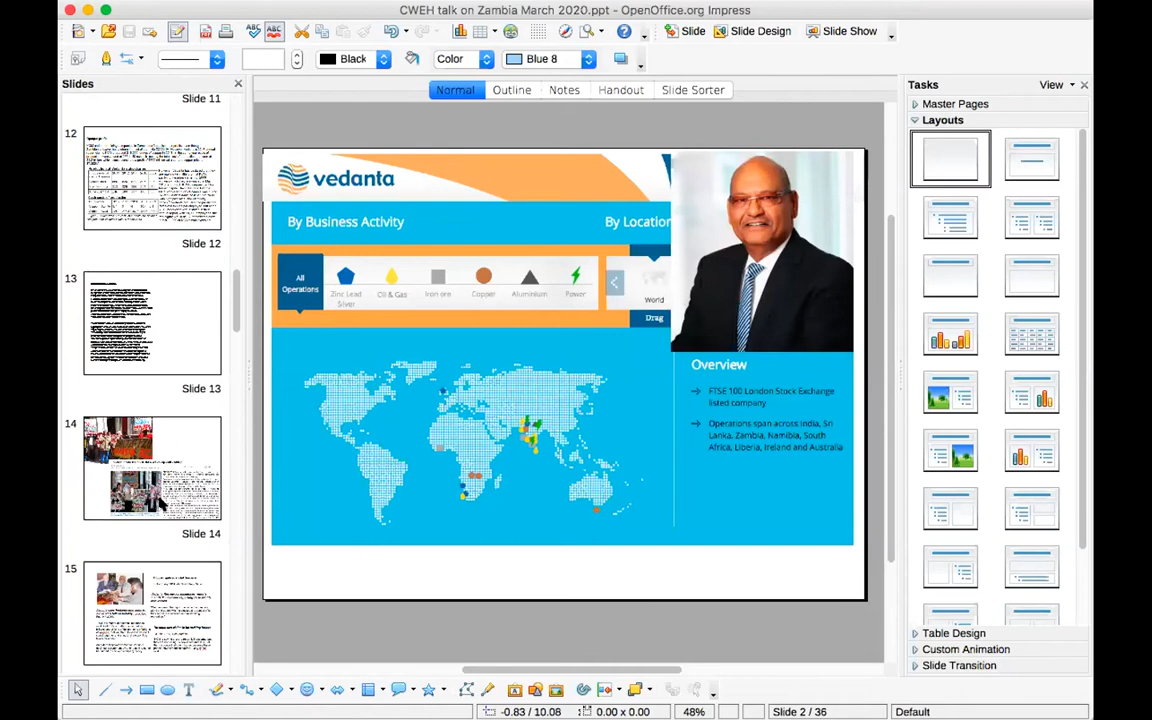 CWEH talk on Zambia March 2020.ppt - OpenOffice.org Impress
Slide
Slide Design
Slide Show
Black
Color
Blue 8
Slides
Normal
Outline
Notes
Handout
Slide Sorter
Tasks
View
Slide 11
12
Slide 12
13
Slide 13
14
Slide 14
15
vedanta
By Business Activity
By Location
All
Operations
Zinc Lead
Silver
Oil & Gas
Iron ore
Copper
Aluminium
Power
World
Drag
Overview
FTSE 100 London Stock Exchange
listed company
Operations span across India, Sri
Lanka, Zambia, Namibia, South
Africa, Liberia, Ireland and Australia
Master Pages
Layouts
Table Design
Custom Animation
Slide Transition
-0.83 / 10.08
0.00 x 0.00
48%
Slide 2 / 36
Default